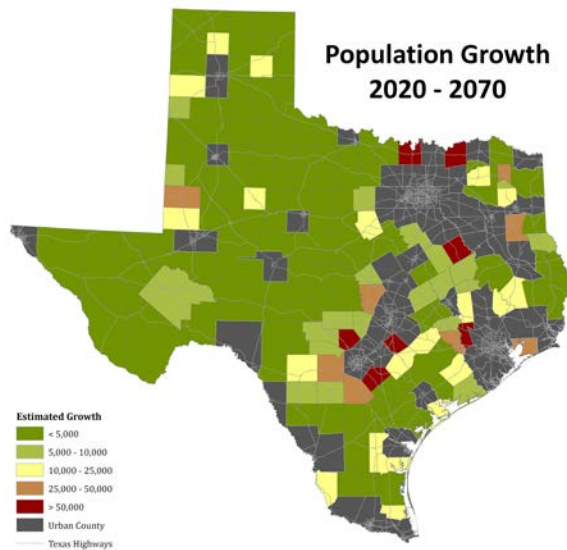 Population Growth
2020 - 2070
Estimated Growth
< 5,000
5,000 - 10,000
10,000 - 25,000
25,000 - 50,000
> 50,000
Urban County
Texas Highways